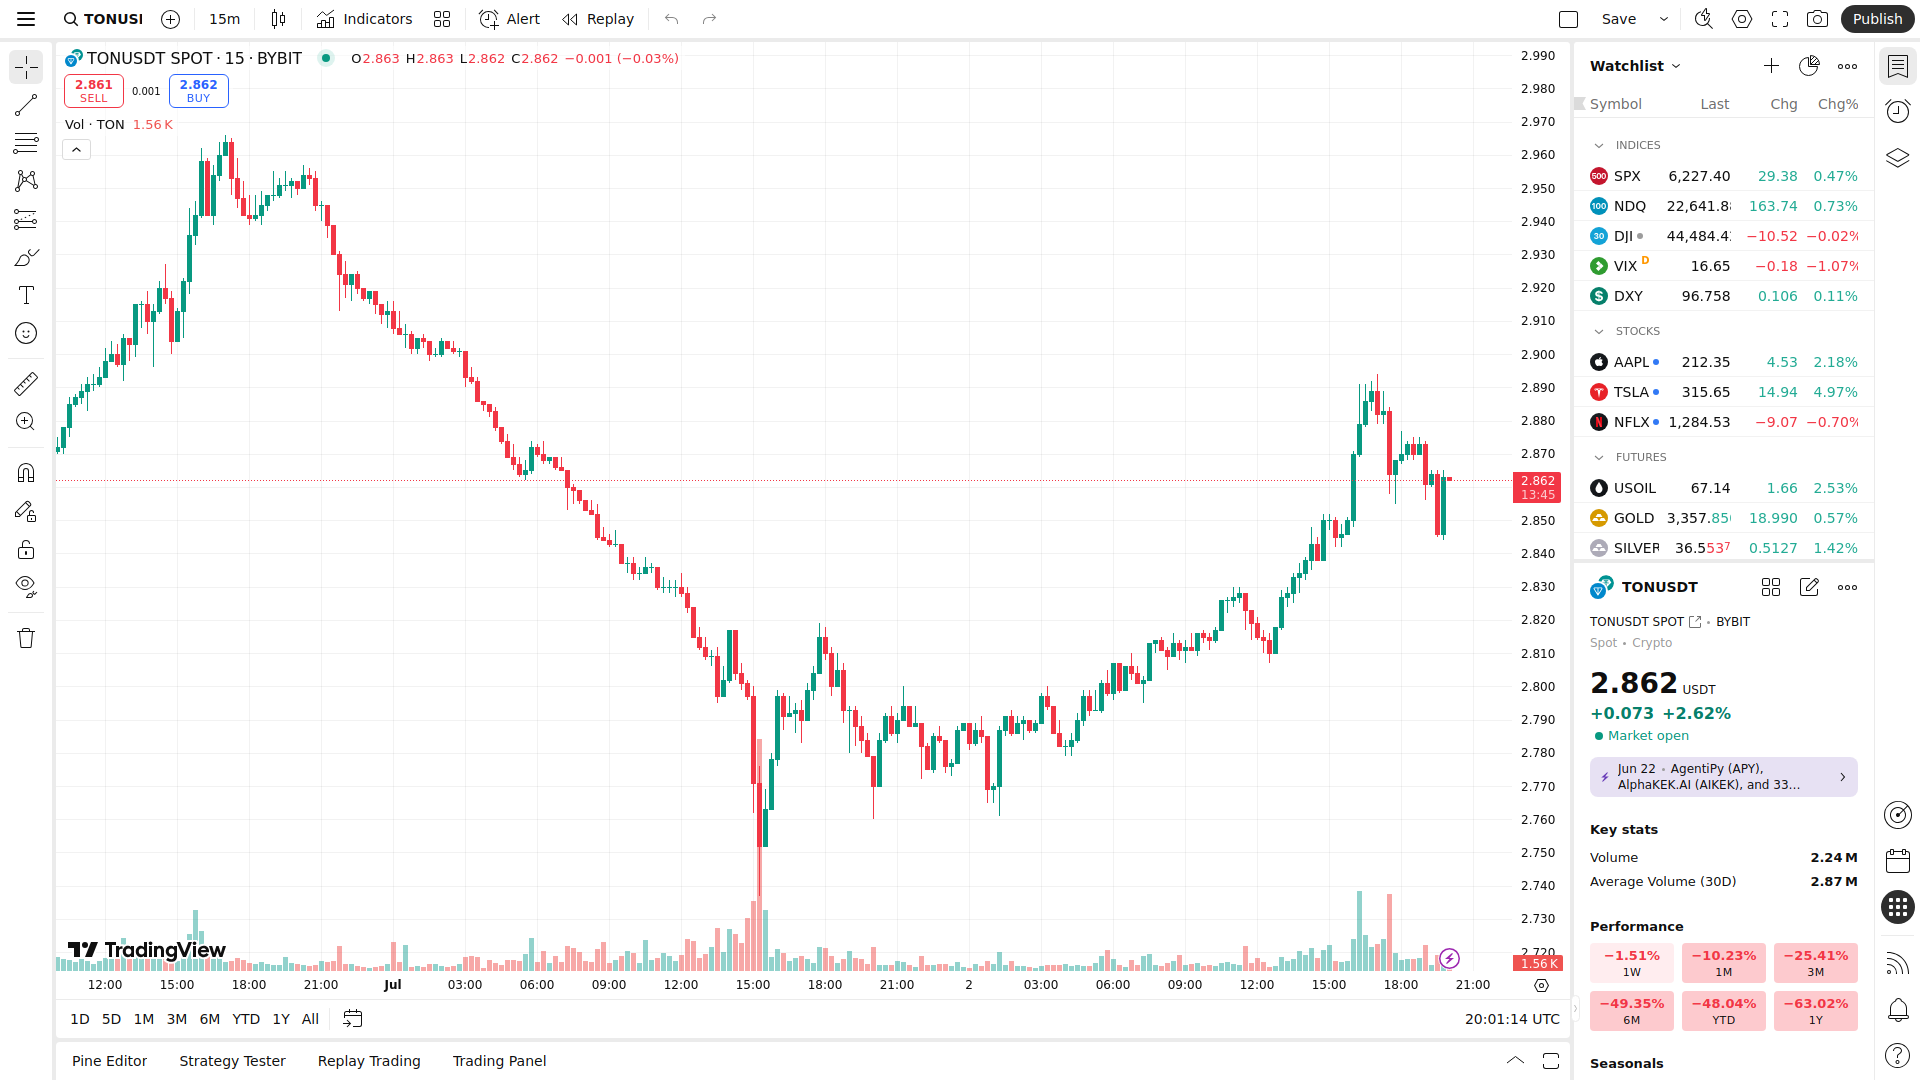 TONUSI 15m Indicators Alert Replay Save Publish
TONUSDT SPOT · 15 · BYBIT O2.863 H2.863 L2.862 C2.862 −0.001 (−0.03%)
2.861 SELL 0.001 2.862 BUY
Vol · TON 1.56 K
2.990
2.980
2.970
2.960
2.950
2.940
2.930
2.920
2.910
2.900
2.890
2.880
2.870
2.862
13:45
2.850
2.840
2.830
2.820
2.810
2.800
2.790
2.780
2.770
2.760
2.750
2.740
2.730
2.720
1.56 K
TradingView
12:00 15:00 18:00 21:00 Jul 03:00 06:00 09:00 12:00 15:00 18:00 21:00 2 03:00 06:00 09:00 12:00 15:00 18:00 21:00
1D 5D 1M 3M 6M YTD 1Y All 20:01:14 UTC
Pine Editor Strategy Tester Replay Trading Trading Panel
Watchlist
Symbol Last Chg Chg%
INDICES
500 SPX 6,227.40 29.38 0.47%
100 NDQ 22,641.8 163.74 0.73%
30 DJI 44,484.4 −10.52 −0.02%
VIX D 16.65 −0.18 −1.07%
DXY 96.758 0.106 0.11%
STOCKS
AAPL 212.35 4.53 2.18%
TSLA 315.65 14.94 4.97%
NFLX 1,284.53 −9.07 −0.70%
FUTURES
USOIL 67.14 1.66 2.53%
GOLD 3,357.85 18.990 0.57%
SILVER 36.5537 0.5127 1.42%
TONUSDT
TONUSDT SPOT • BYBIT
Spot • Crypto
2.862 USDT
+0.073 +2.62%
Market open
Jun 22 • AgentiPy (APY),
AlphaKEK.AI (AIKEK), and 33...
Key stats
Volume 2.24 M
Average Volume (30D) 2.87 M
Performance
−1.51% −10.23% −25.41%
1W 1M 3M
−49.35% −48.04% −63.02%
6M YTD 1Y
Seasonals